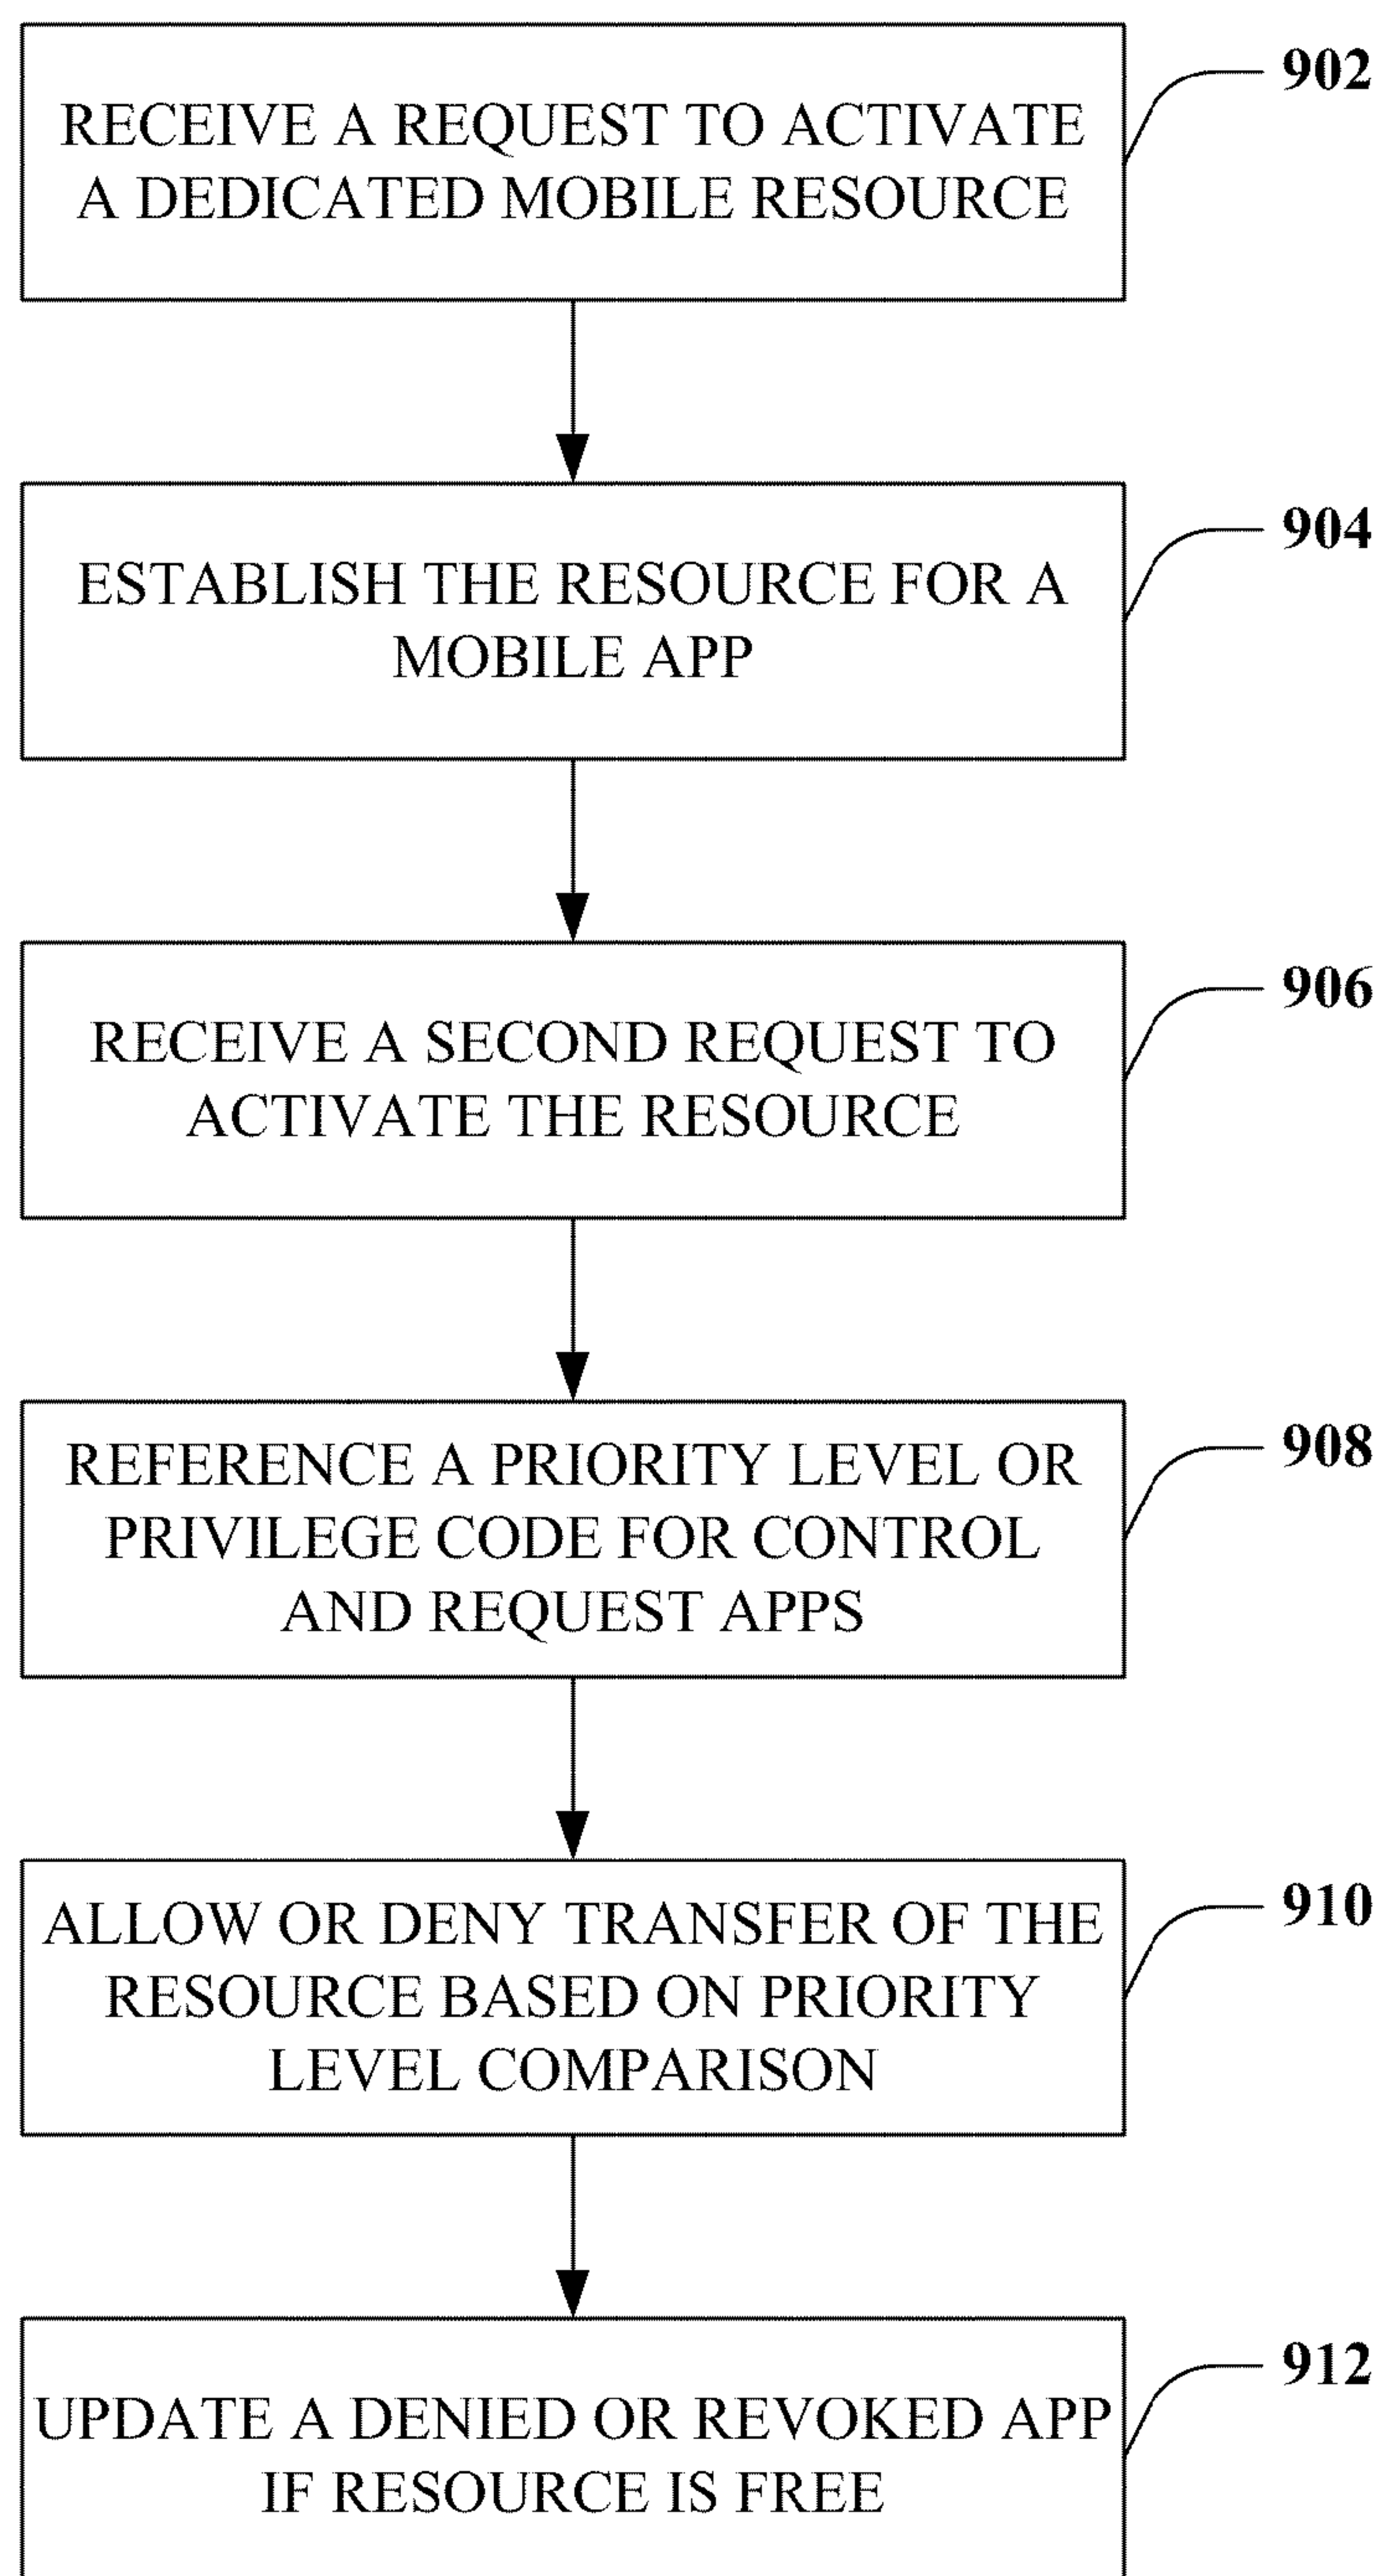 RECEIVE A REQUEST TO ACTIVATE
A DEDICATED MOBILE RESOURCE
902
ESTABLISH THE RESOURCE FOR A
MOBILE APP
904
RECEIVE A SECOND REQUEST TO
ACTIVATE THE RESOURCE
906
REFERENCE A PRIORITY LEVEL OR
PRIVILEGE CODE FOR CONTROL
AND REQUEST APPS
908
ALLOW OR DENY TRANSFER OF THE
RESOURCE BASED ON PRIORITY
LEVEL COMPARISON
910
UPDATE A DENIED OR REVOKED APP
IF RESOURCE IS FREE
912